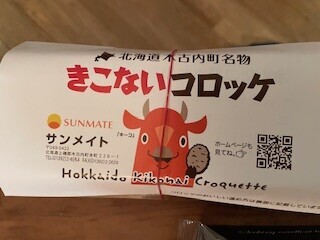 北海道木古内町名物
きこないコロッケ
SUNMATE
サンメイト
「キーコ」
ホームページも
見てね。
Hokkaido Kikonai Croquette